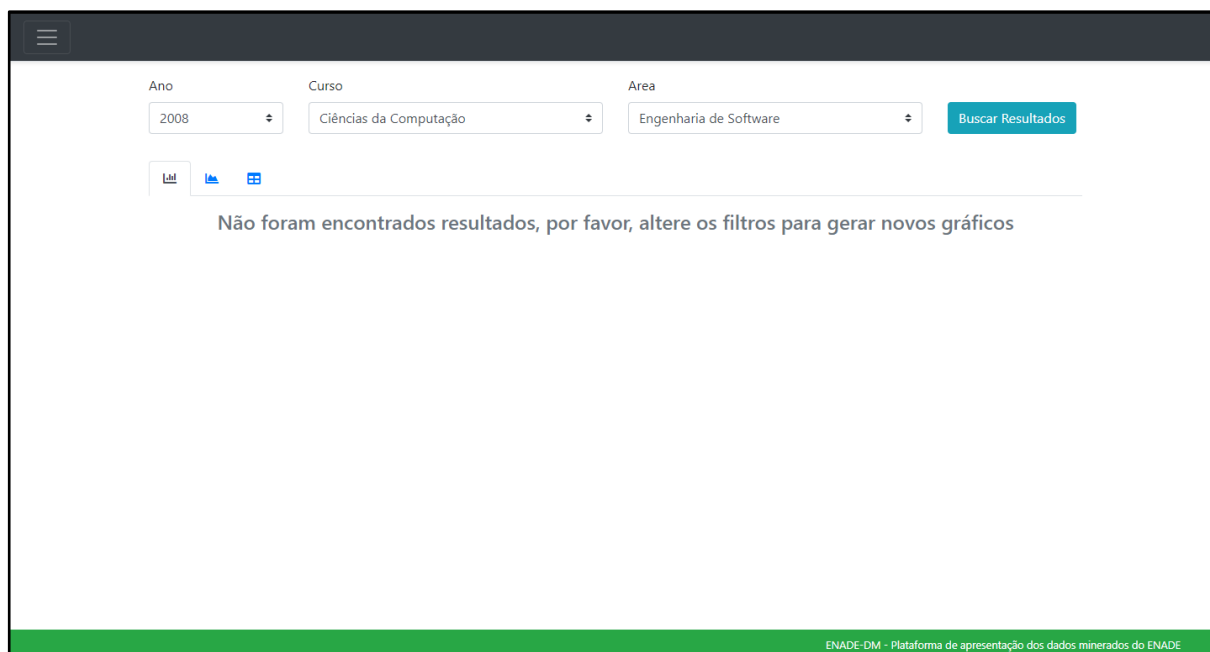 Ano
Curso
Area
2008
Ciências da Computação
Engenharia de Software
Buscar Resultados
Não foram encontrados resultados, por favor, altere os filtros para gerar novos gráficos
ENADE-DM - Plataforma de apresentação dos dados minerados do ENADE